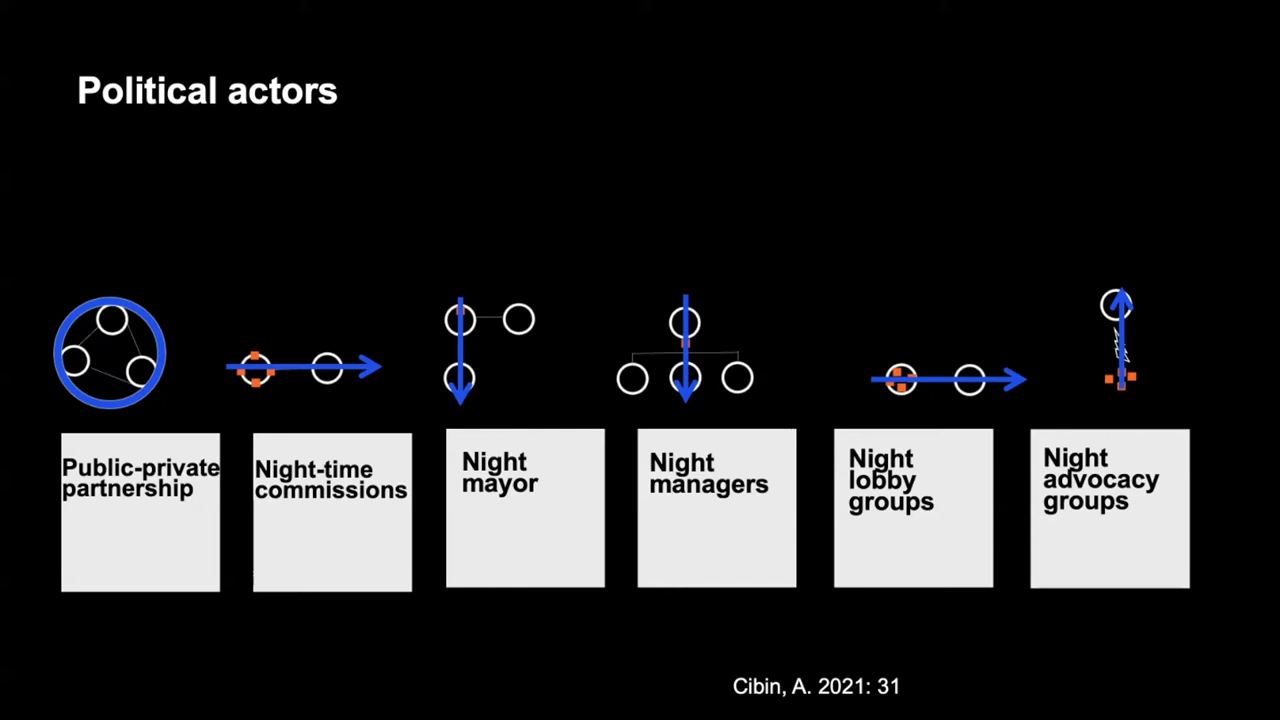 Political actors
Public-private
partnership
Night-time
commissions
Night
mayor
Night
managers
Night
lobby
groups
Night
advocacy
groups
Cibin, A. 2021: 31